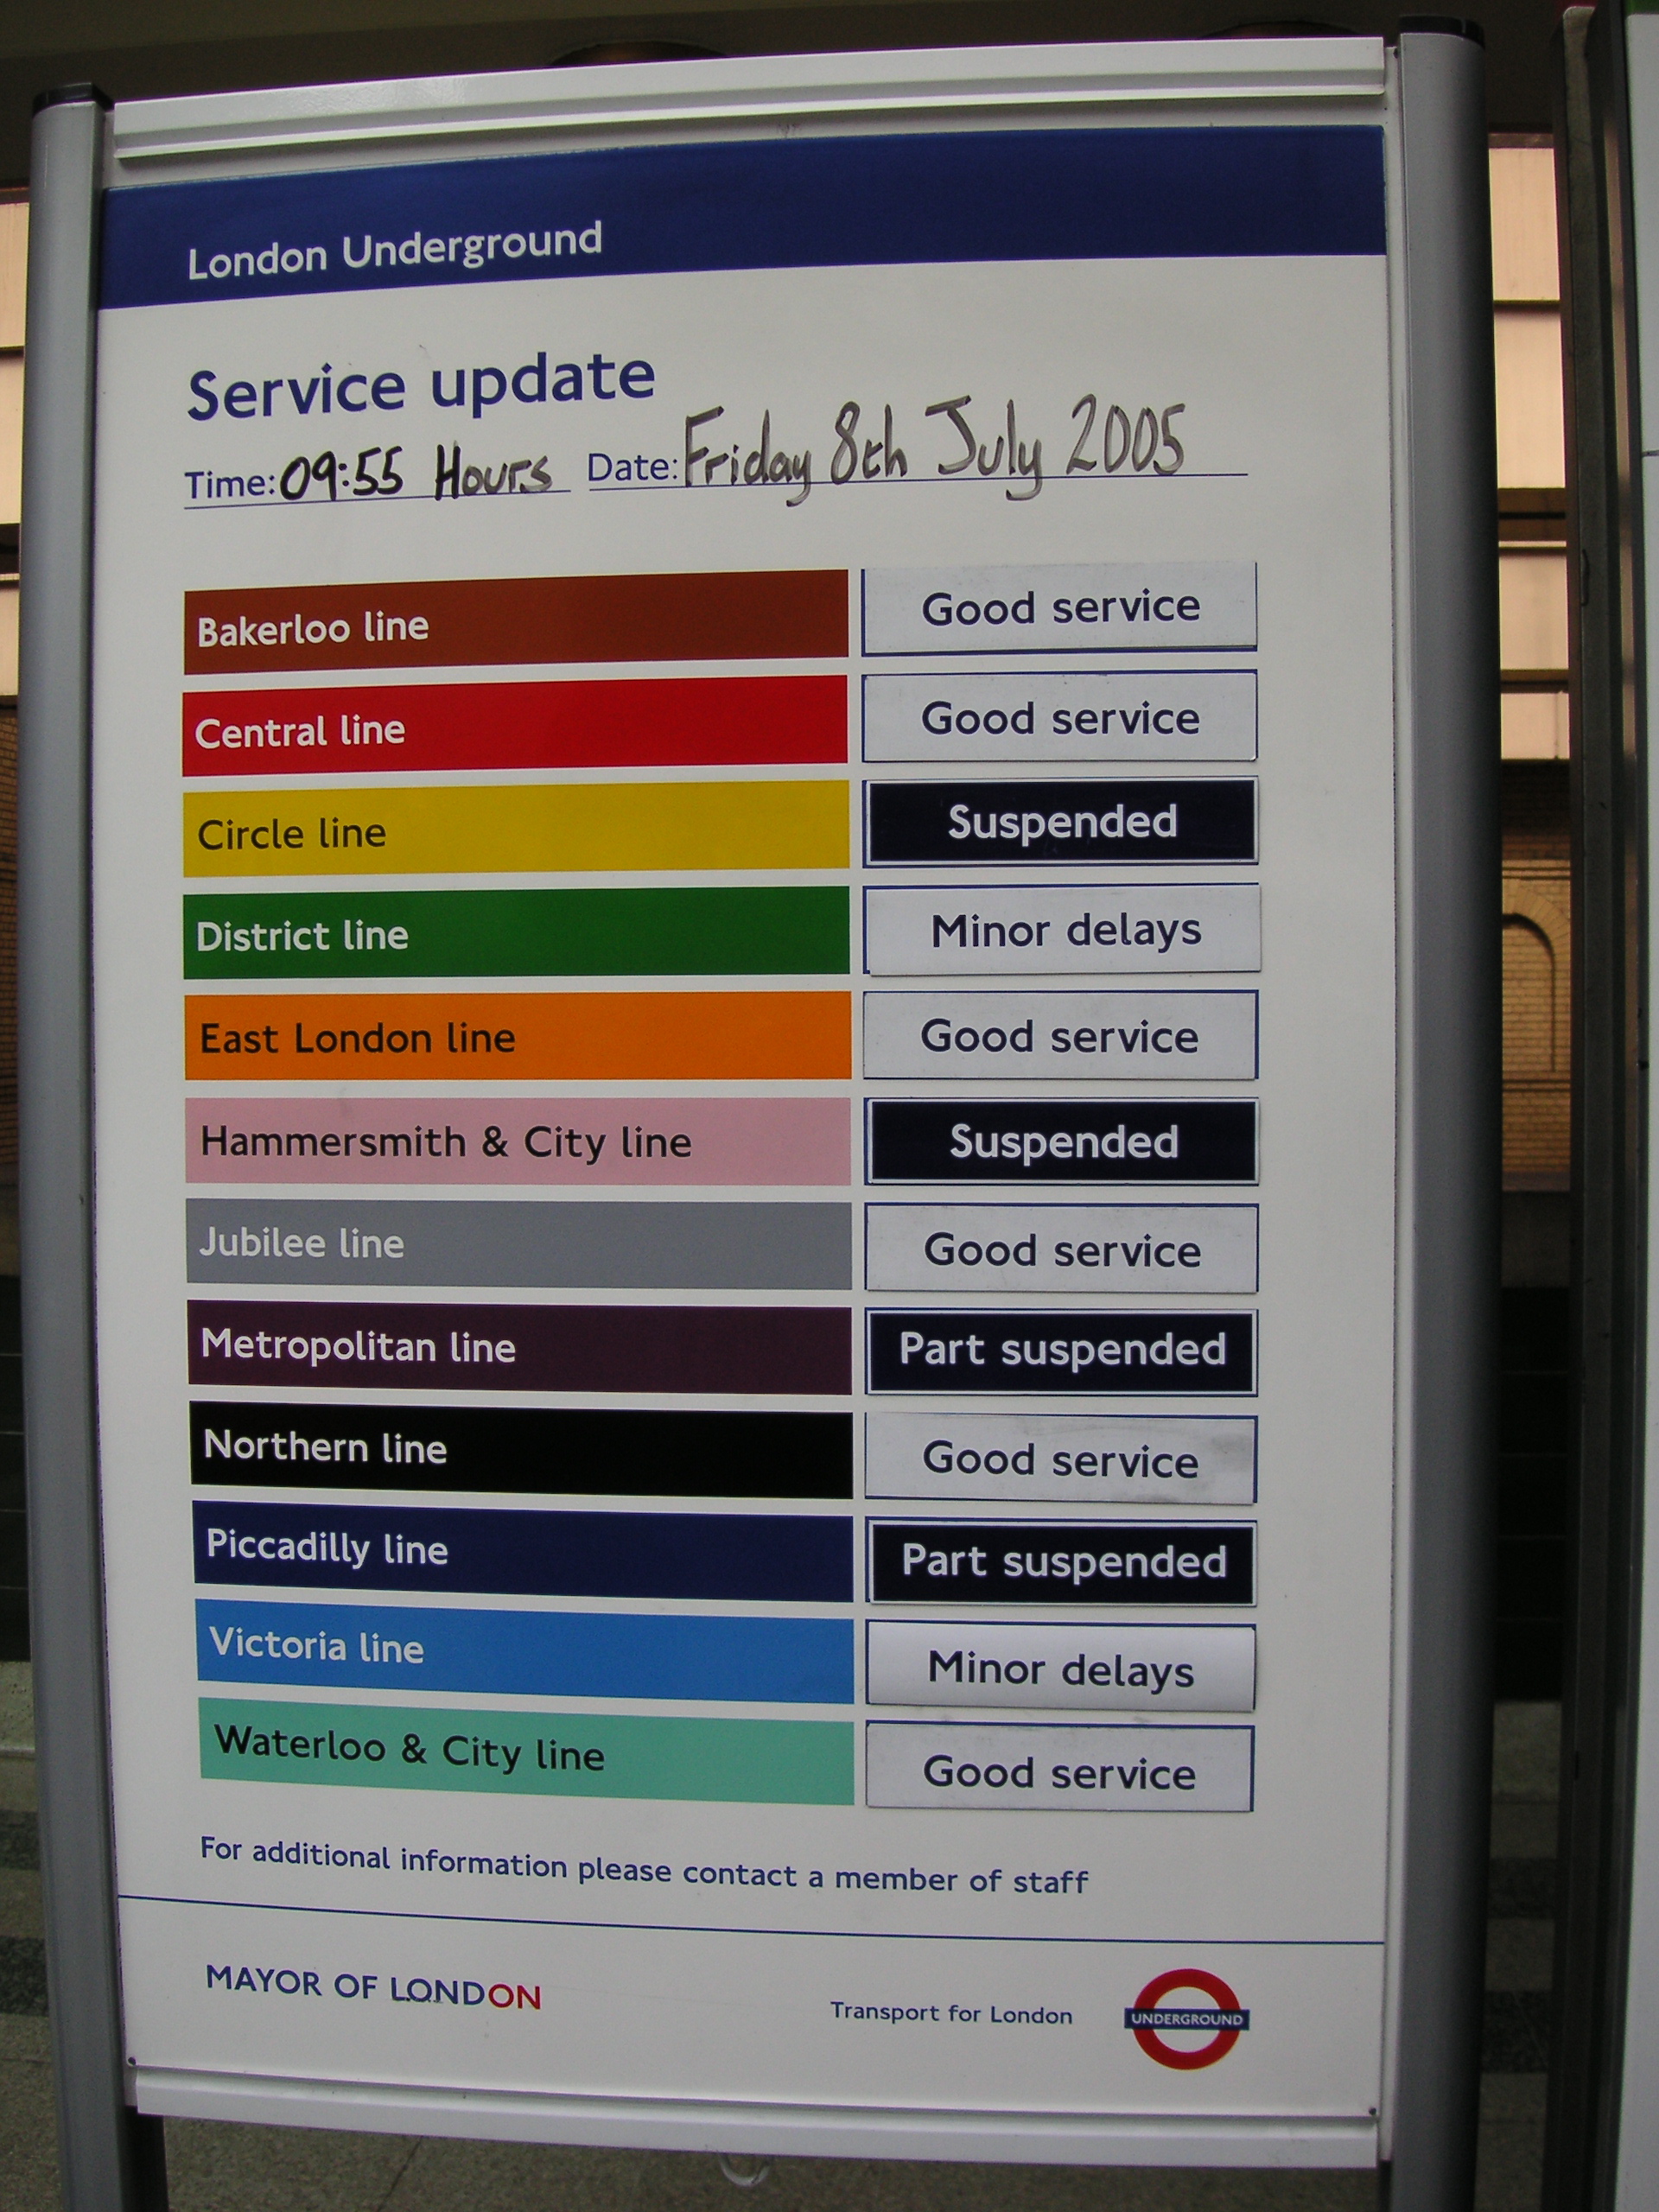 London Underground
Service update
Time: 09:55 Hours Date: Friday 8th July 2005
Bakerloo line Good service
Central line Good service
Circle line Suspended
District line Minor delays
East London line Good service
Hammersmith & City line Suspended
Jubilee line Good service
Metropolitan line Part suspended
Northern line Good service
Piccadilly line Part suspended
Victoria line Minor delays
Waterloo & City line Good service
For additional information please contact a member of staff
MAYOR OF LONDON
Transport for London UNDERGROUND